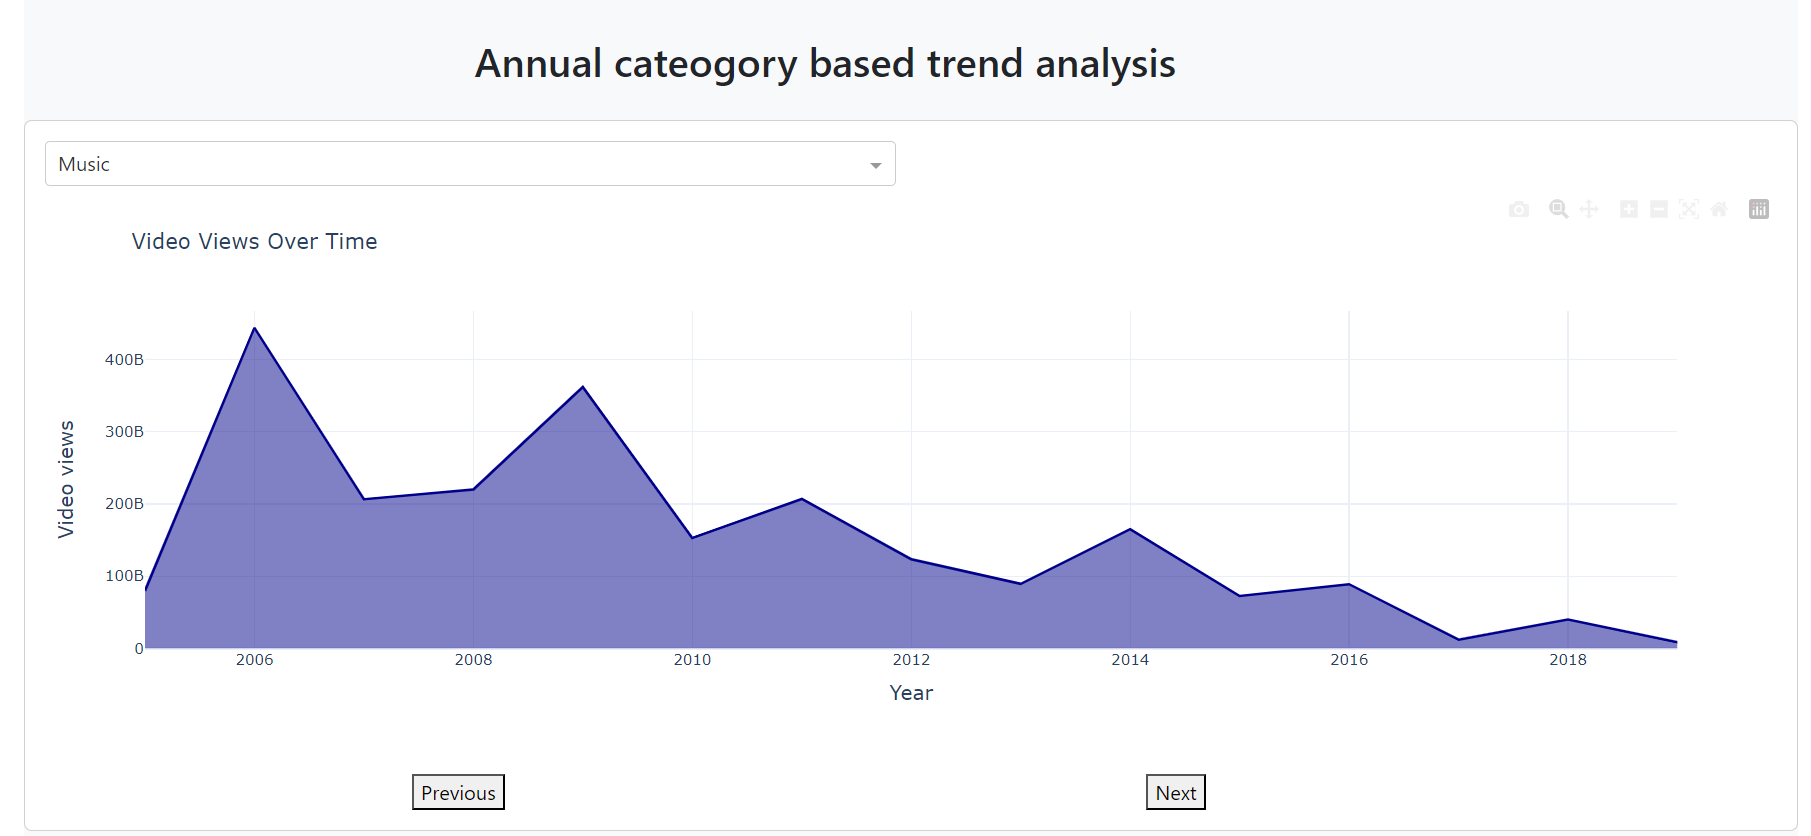 Annual cateogory based trend analysis
Music
Video Views Over Time
400B
300B
200B
100B
0
Video views
2006 2008 2010 2012 2014 2016 2018
Year
Previous Next